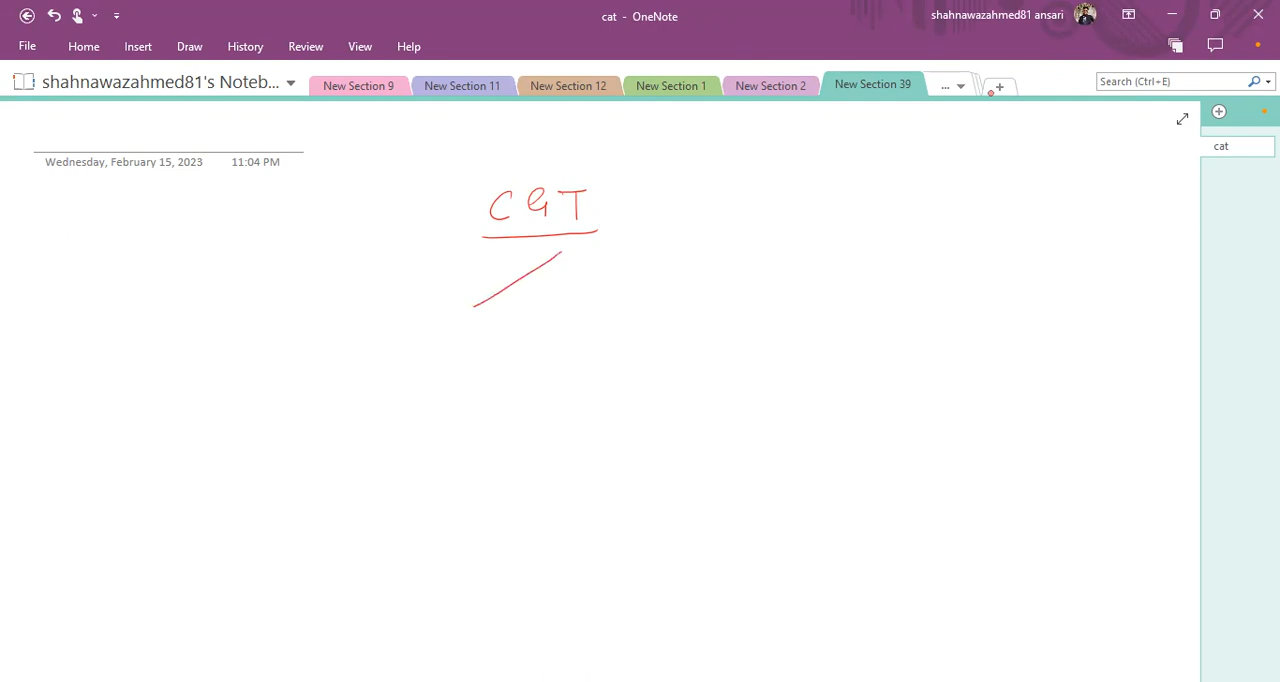 cat - OneNote
shahnawazahmed81 ansari
File Home Insert Draw History Review View Help
shahnawazahmed81's Noteb... New Section 9 New Section 11 New Section 12 New Section 1 New Section 2 New Section 39 ... + Search (Ctrl+E)
cat
Wednesday, February 15, 2023 11:04 PM
C G T